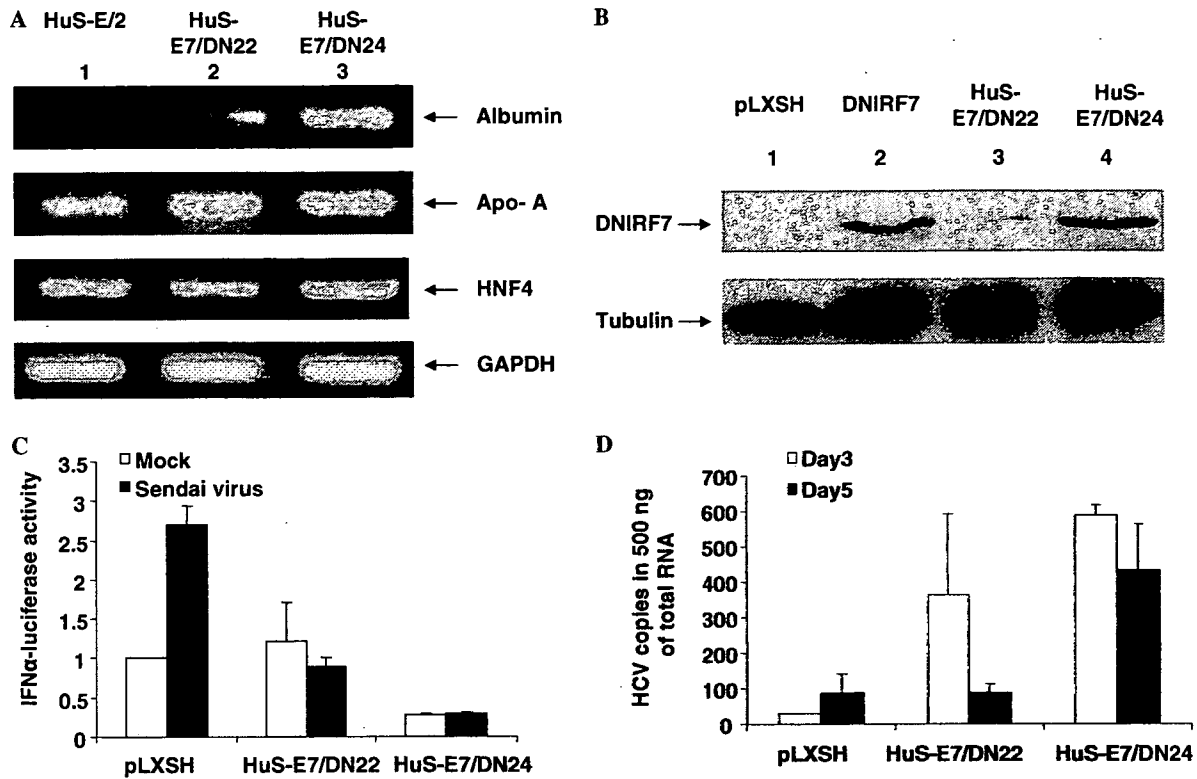 A
HuS-E/2
HuS-
E7/DN22
HuS-
E7/DN24
1
2
3
Albumin
Apo- A
HNF4
GAPDH
B
pLXSH
DNIRF7
HuS-
E7/DN22
HuS-
E7/DN24
1
2
3
4
DNIRF7
Tubulin
C
Mock
Sendai virus
IFNα-luciferase activity
3.5
3
2.5
2
1.5
1
0.5
0
pLXSH
HuS-E7/DN22
HuS-E7/DN24
D
Day3
Day5
HCV copies in 500 ng
of total RNA
700
600
500
400
300
200
100
0
pLXSH
HuS-E7/DN22
HuS-E7/DN24